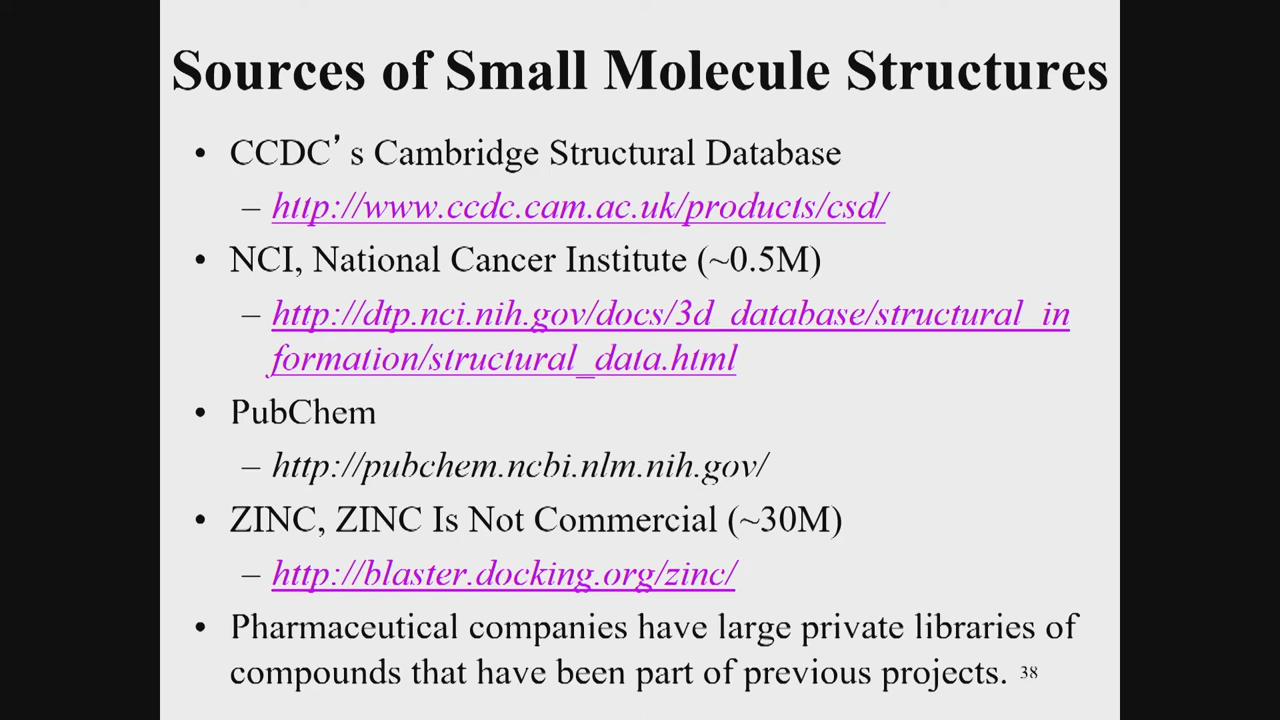 Sources of Small Molecule Structures
• CCDC’s Cambridge Structural Database
– http://www.ccdc.cam.ac.uk/products/csd/
• NCI, National Cancer Institute (~0.5M)
– http://dtp.nci.nih.gov/docs/3d_database/structural_in
formation/structural_data.html
• PubChem
– http://pubchem.ncbi.nlm.nih.gov/
• ZINC, ZINC Is Not Commercial (~30M)
– http://blaster.docking.org/zinc/
• Pharmaceutical companies have large private libraries of
compounds that have been part of previous projects. 38